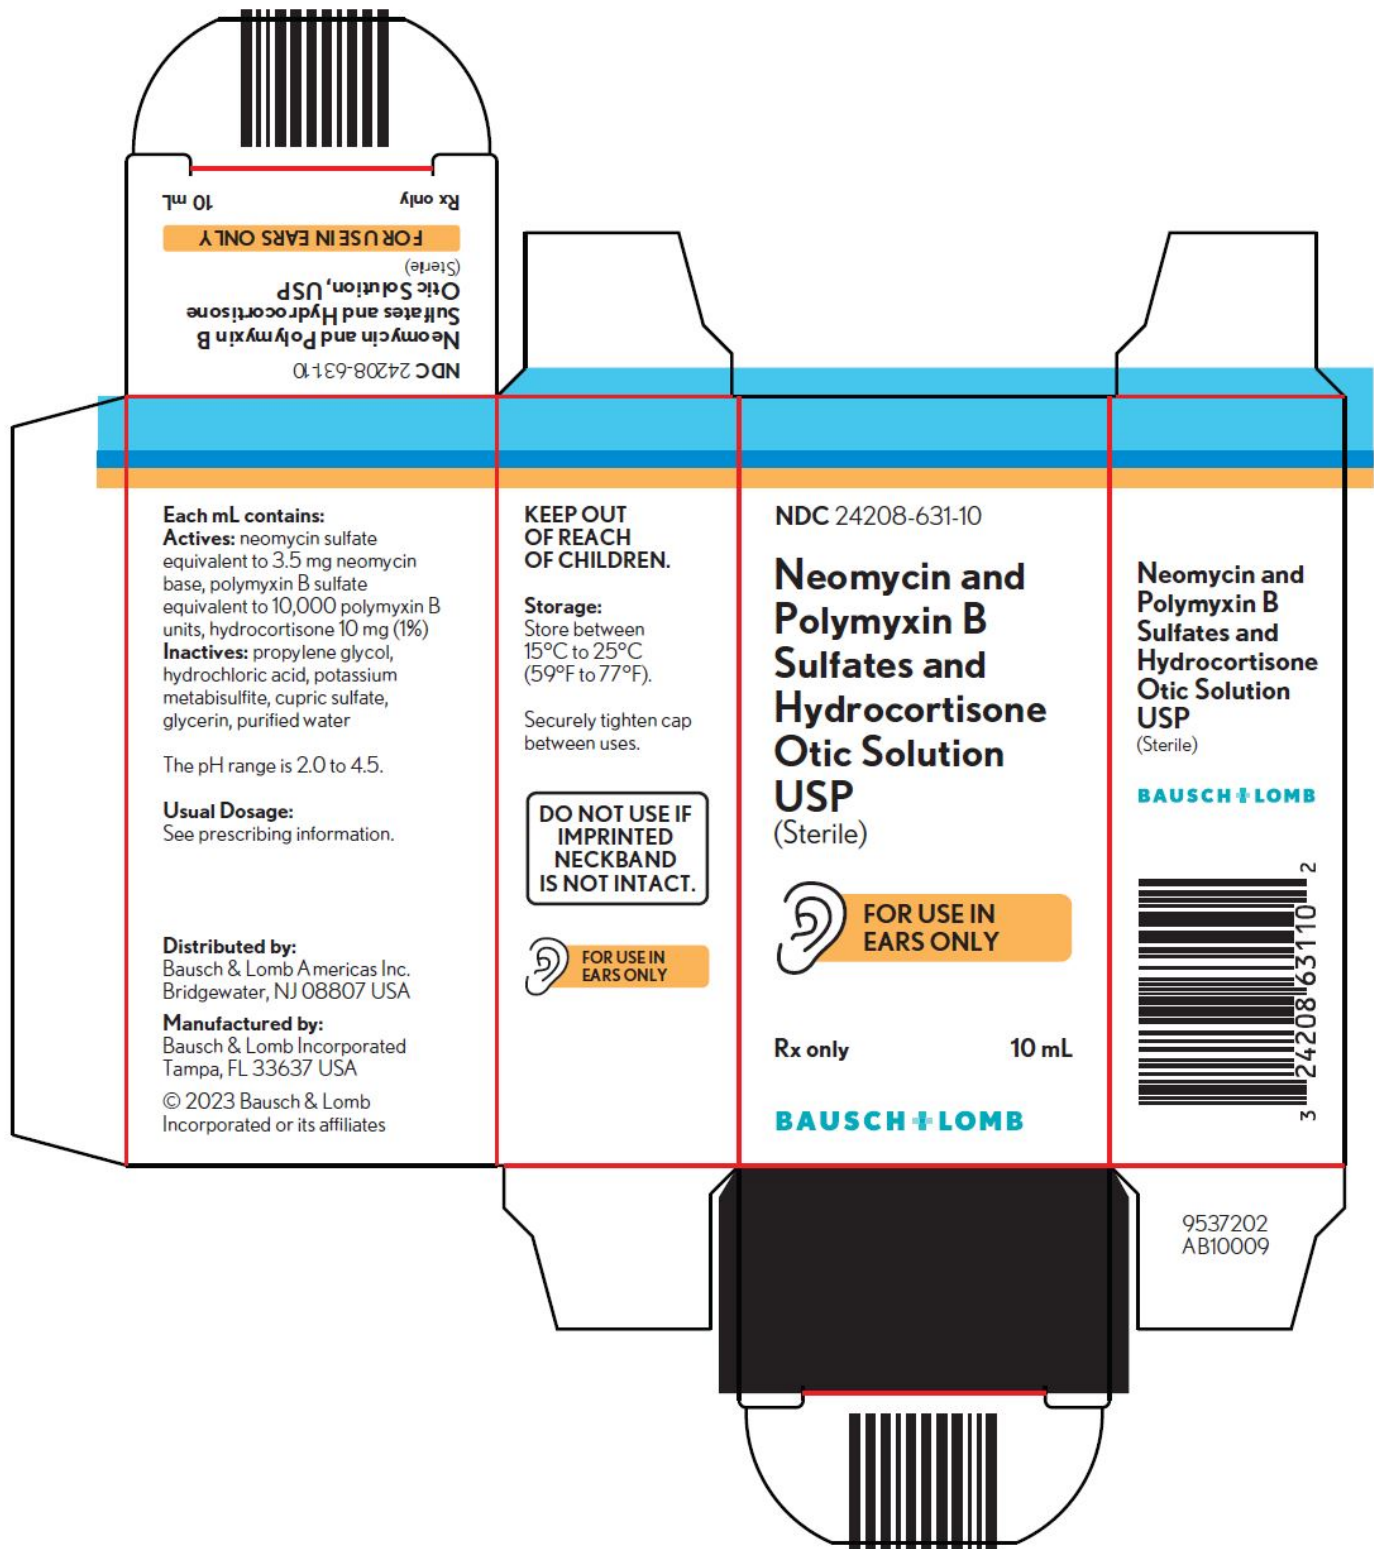 Rx only 10 mL
FOR USE IN EARS ONLY
NDC 24208-631-10
Neomycin and Polymyxin B
Sulfates and Hydrocortisone
Otic Solution, USP
(Sterile)
Each mL contains:
Actives: neomycin sulfate
equivalent to 3.5 mg neomycin
base, polymyxin B sulfate
equivalent to 10,000 polymyxin B
units, hydrocortisone 10 mg (1%)
Inactives: propylene glycol,
hydrochloric acid, potassium
metabisulfite, cupric sulfate,
glycerin, purified water
The pH range is 2.0 to 4.5.
Usual Dosage:
See prescribing information.
Distributed by:
Bausch & Lomb Americas Inc.
Bridgewater, NJ 08807 USA
Manufactured by:
Bausch & Lomb Incorporated
Tampa, FL 33637 USA
© 2023 Bausch & Lomb
Incorporated or its affiliates
KEEP OUT
OF REACH
OF CHILDREN.
Storage:
Store between
15°C to 25°C
(59°F to 77°F).
Securely tighten cap
between uses.
DO NOT USE IF
IMPRINTED
NECKBAND
IS NOT INTACT.
FOR USE IN
EARS ONLY
NDC 24208-631-10
Neomycin and
Polymyxin B
Sulfates and
Hydrocortisone
Otic Solution
USP
(Sterile)
FOR USE IN
EARS ONLY
Rx only 10 mL
BAUSCH + LOMB
Neomycin and
Polymyxin B
Sulfates and
Hydrocortisone
Otic Solution
USP
(Sterile)
BAUSCH + LOMB
3 24208 63110 2
9537202
AB10009